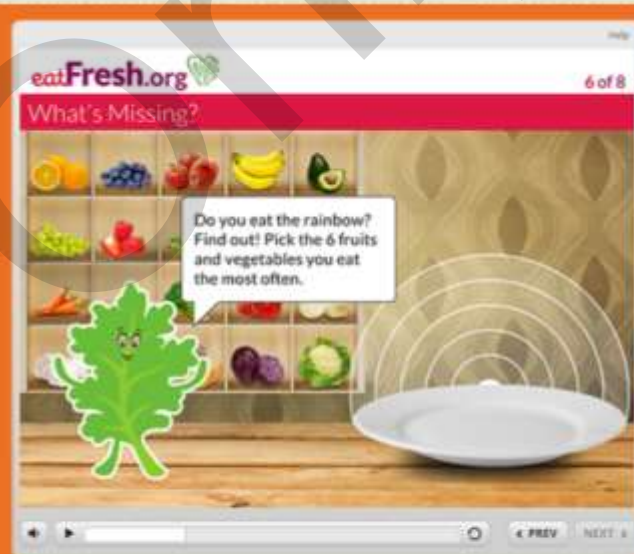 Help
eatFresh.org
6 of 8
What's Missing?
Do you eat the rainbow?
Find out! Pick the 6 fruits
and vegetables you eat
the most often.
< PREV
NEXT >